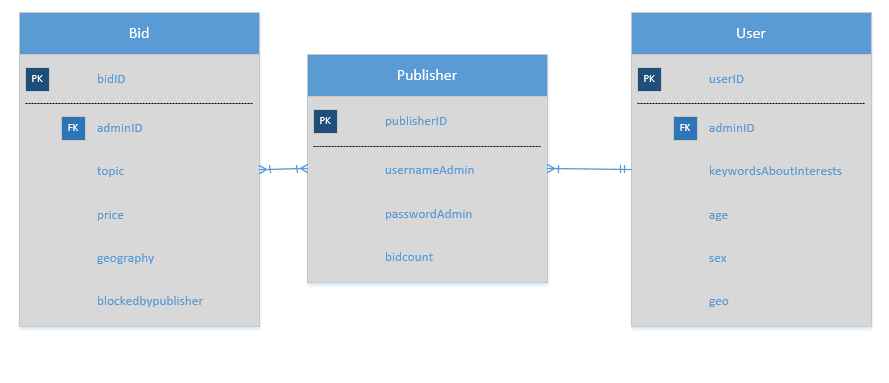 Bid
PK bidID
FK adminID
topic
price
geography
blockedbypublisher
Publisher
PK publisherID
usernameAdmin
passwordAdmin
bidcount
User
PK userID
FK adminID
keywordsAboutInterests
age
sex
geo